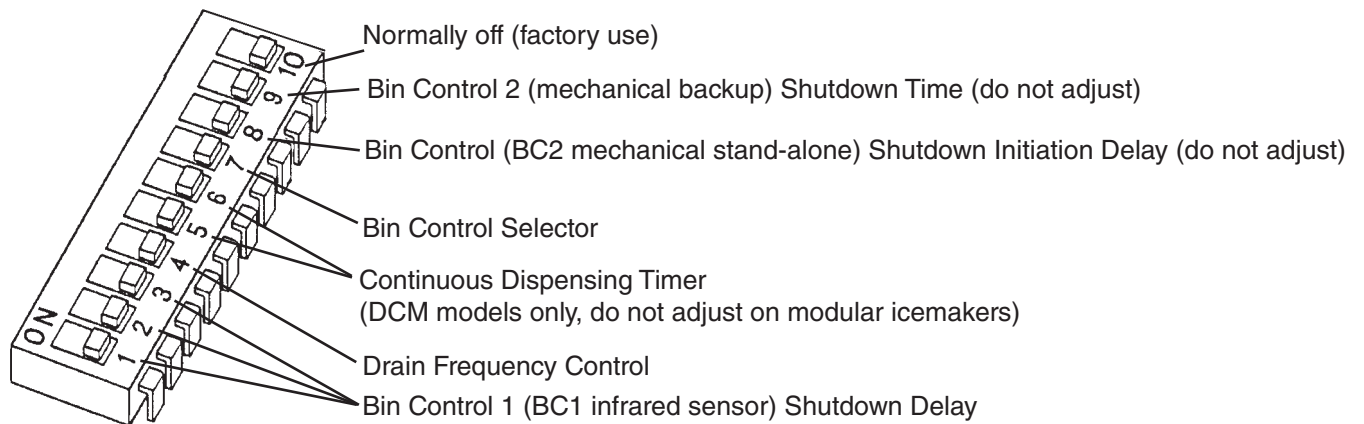 Normally off (factory use)
Bin Control 2 (mechanical backup) Shutdown Time (do not adjust)
Bin Control (BC2 mechanical stand-alone) Shutdown Initiation Delay (do not adjust)
Bin Control Selector
Continuous Dispensing Timer
(DCM models only, do not adjust on modular icemakers)
Drain Frequency Control
Bin Control 1 (BC1 infrared sensor) Shutdown Delay
10
9
8
7
6
5
4
3
2
1
ON